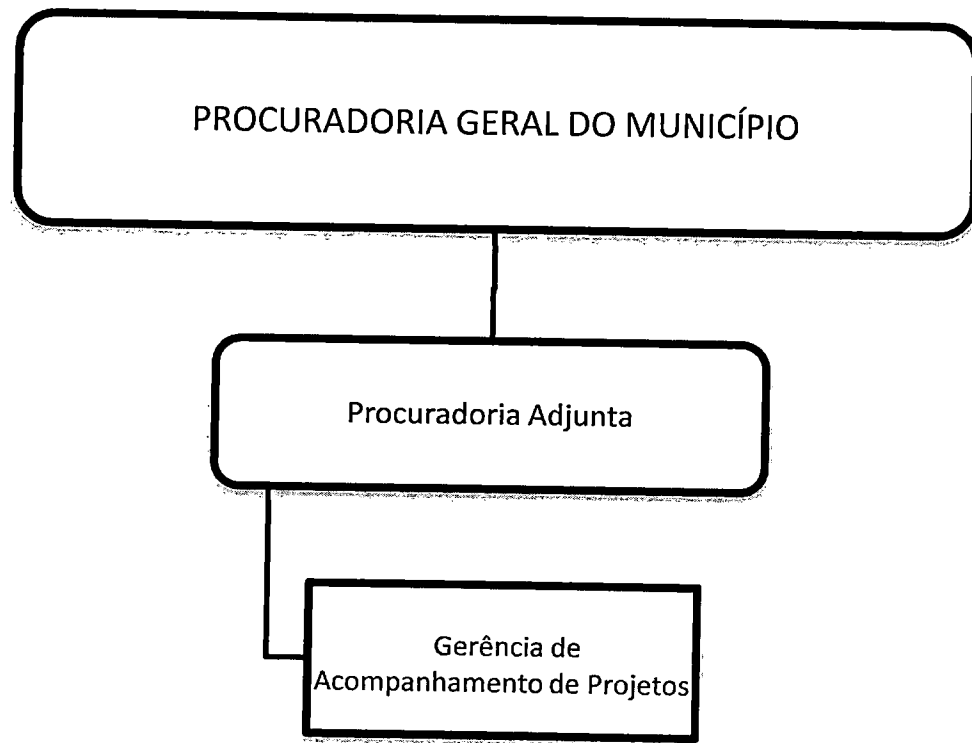 PROCURADORIA GERAL DO MUNICÍPIO
Procuradoria Adjunta
Gerência de
Acompanhamento de Projetos